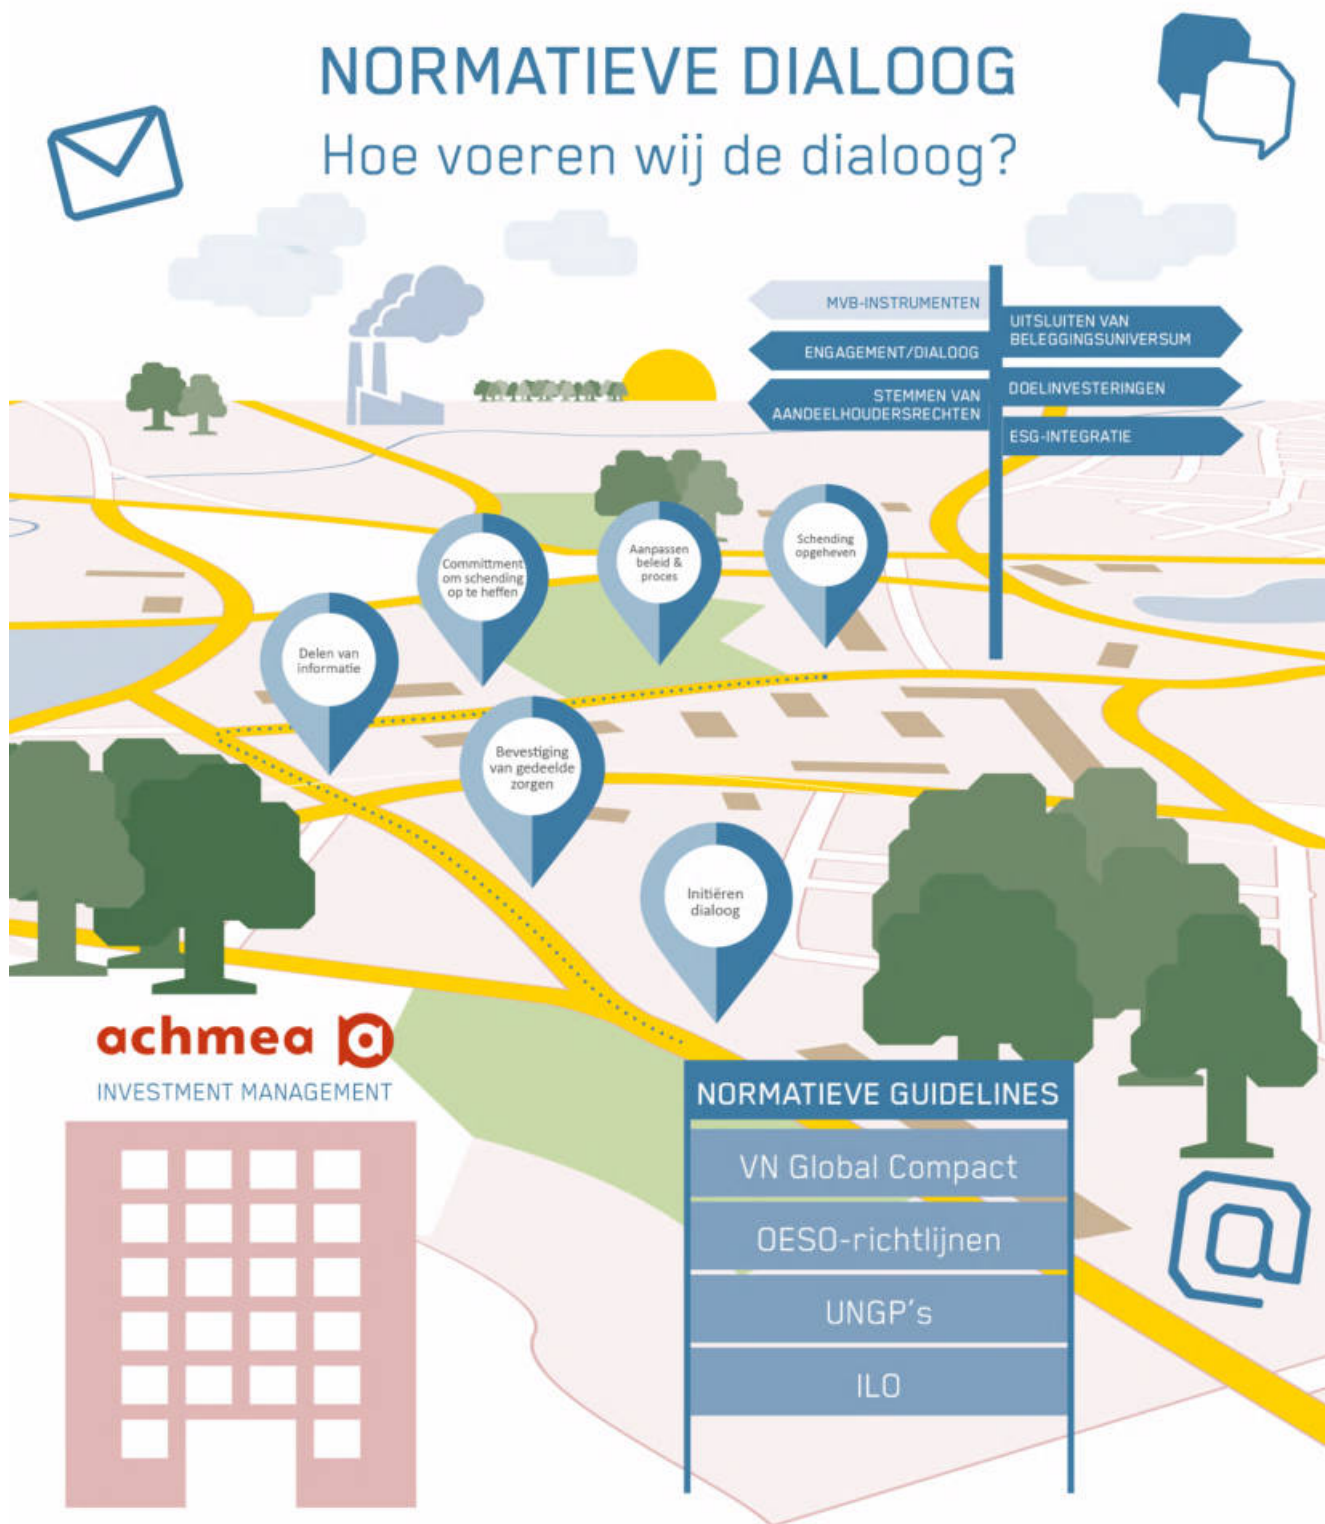 NORMATIEVE DIALOOG
Hoe voeren wij de dialoog?
MVB-INSTRUMENTEN
ENGAGEMENT/DIALOOG
STEMMEN VAN
AANDEELHOUDERSRECHTEN
UITSLUITEN VAN
BELEGGINGSUNIVERSUM
DOELINVESTERINGEN
ESG-INTEGRATIE
Schending
opgeheven
Aanpassen
beleid &
proces
Committment
om schending
op te heffen
Delen van
informatie
Bevestiging
van gedeelde
zorgen
Initiëren
dialoog
achmea
INVESTMENT MANAGEMENT
NORMATIEVE GUIDELINES
VN Global Compact
OESO-richtlijnen
UNGP's
ILO
@